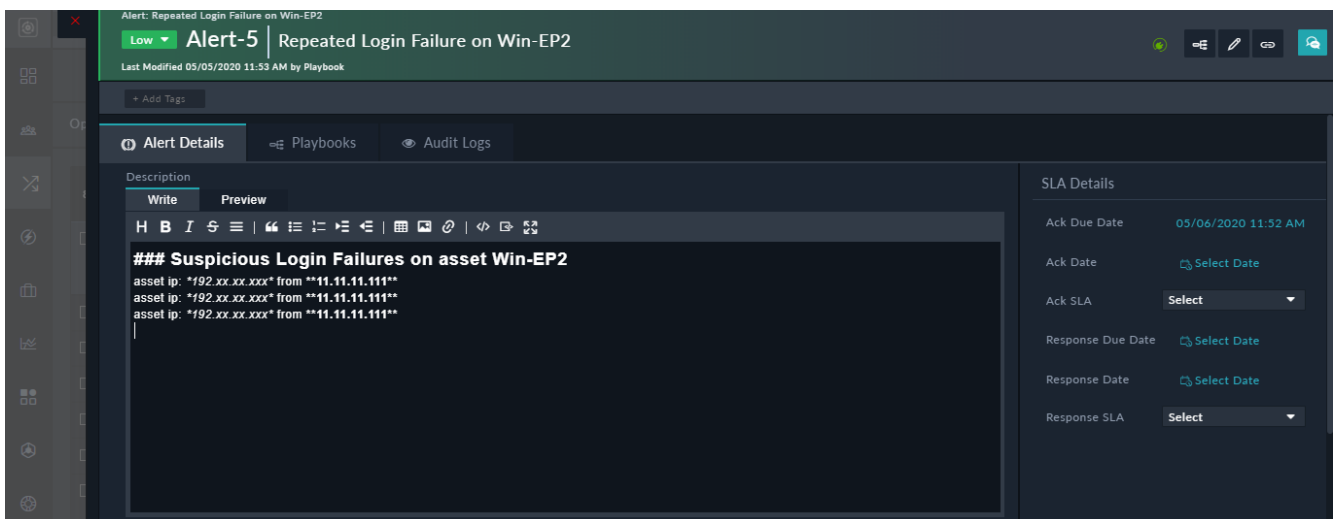 Alert: Repeated Login Failure on Win-EP2
Low Alert-5 Repeated Login Failure on Win-EP2
Last Modified 05/05/2020 11:53 AM by Playbook
+ Add Tags
Op
Alert Details Playbooks Audit Logs
Description
Write Preview
### Suspicious Login Failures on asset Win-EP2
asset ip: *192.xx.xx.xxx* from **11.11.11.111**
asset ip: *192.xx.xx.xxx* from **11.11.11.111**
asset ip: *192.xx.xx.xxx* from **11.11.11.111**
SLA Details
Ack Due Date 05/06/2020 11:52 AM
Ack Date Select Date
Ack SLA Select
Response Due Date Select Date
Response Date Select Date
Response SLA Select